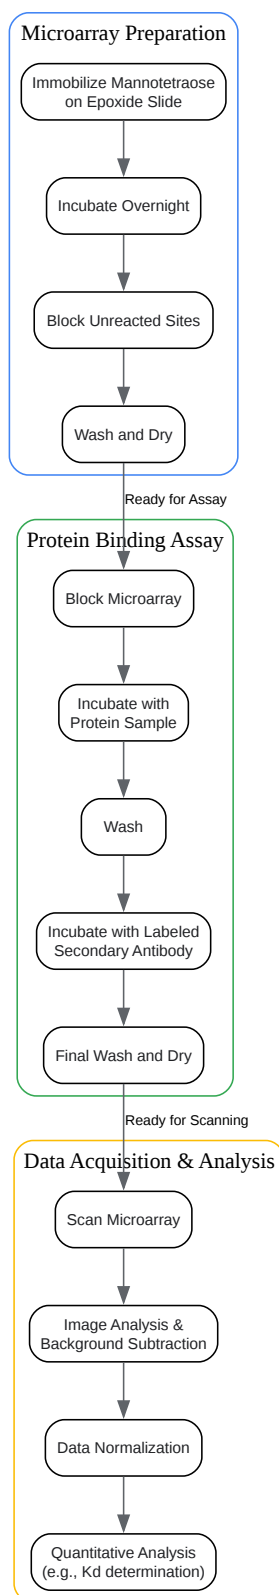 Microarray Preparation
Immobilize Mannotetraose
on Epoxide Slide
Incubate Overnight
Block Unreacted Sites
Wash and Dry
Ready for Assay
Protein Binding Assay
Block Microarray
Incubate with
Protein Sample
Wash
Incubate with Labeled
Secondary Antibody
Final Wash and Dry
Ready for Scanning
Data Acquisition & Analysis
Scan Microarray
Image Analysis &
Background Subtraction
Data Normalization
Quantitative Analysis
(e.g., Kd determination)